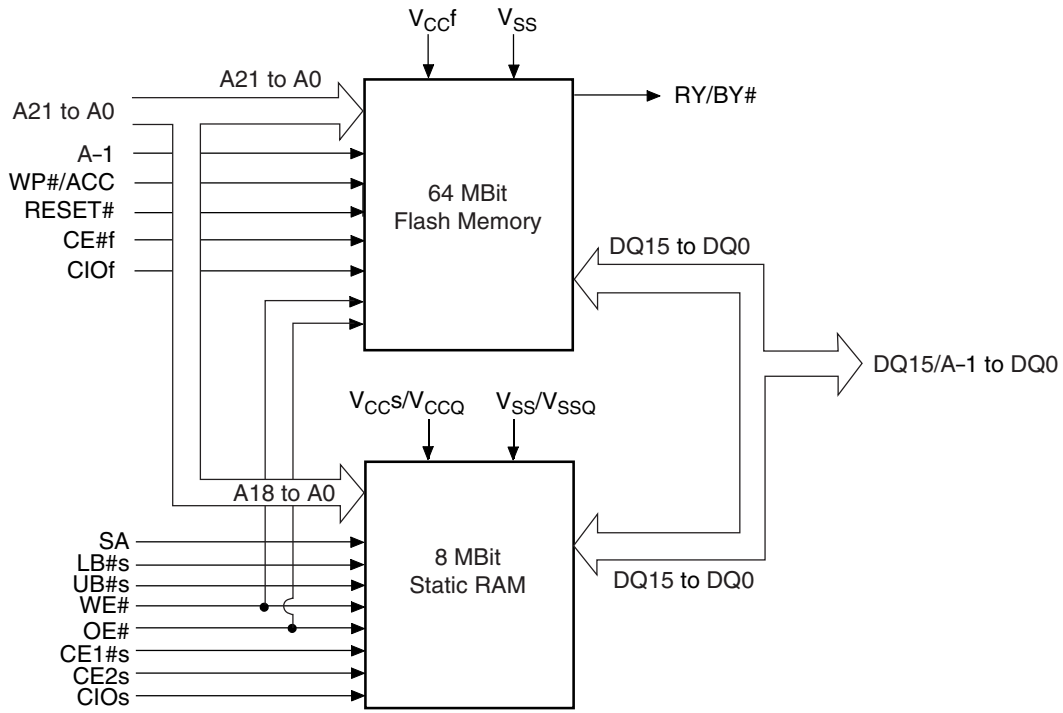 VCCf VSS
A21 to A0
A21 to A0
RY/BY#
A–1
WP#/ACC
RESET#
CE#f
CIOf
64 MBit
Flash Memory
DQ15 to DQ0
DQ15/A–1 to DQ0
VCCs/VCCQ VSS/VSSQ
A18 to A0
SA
LB#s
UB#s
WE#
OE#
CE1#s
CE2s
CIOs
8 MBit
Static RAM
DQ15 to DQ0